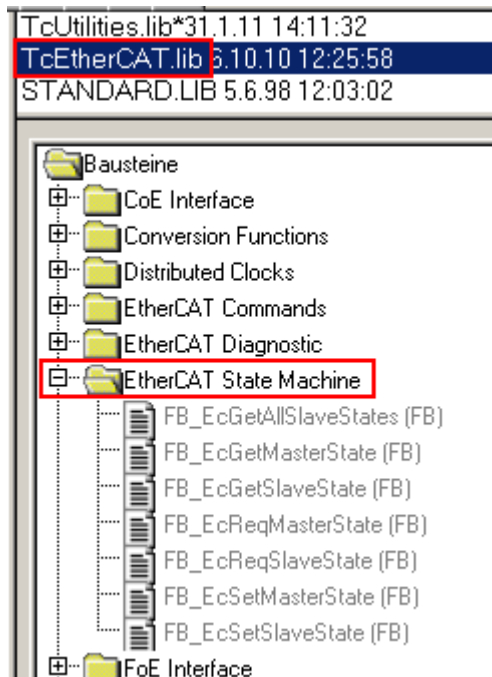 TcUtilities.lib*31.1.11 14:11:32
TcEtherCAT.lib 6.10.10 12:25:58
STANDARD.LIB 5.6.98 12:03:02
Bausteine
CoE Interface
Conversion Functions
Distributed Clocks
EtherCAT Commands
EtherCAT Diagnostic
EtherCAT State Machine
FB_EcGetAllSlaveStates (FB)
FB_EcGetMasterState (FB)
FB_EcGetSlaveState (FB)
FB_EcReqMasterState (FB)
FB_EcReqSlaveState (FB)
FB_EcSetMasterState (FB)
FB_EcSetSlaveState (FB)
FoE Interface